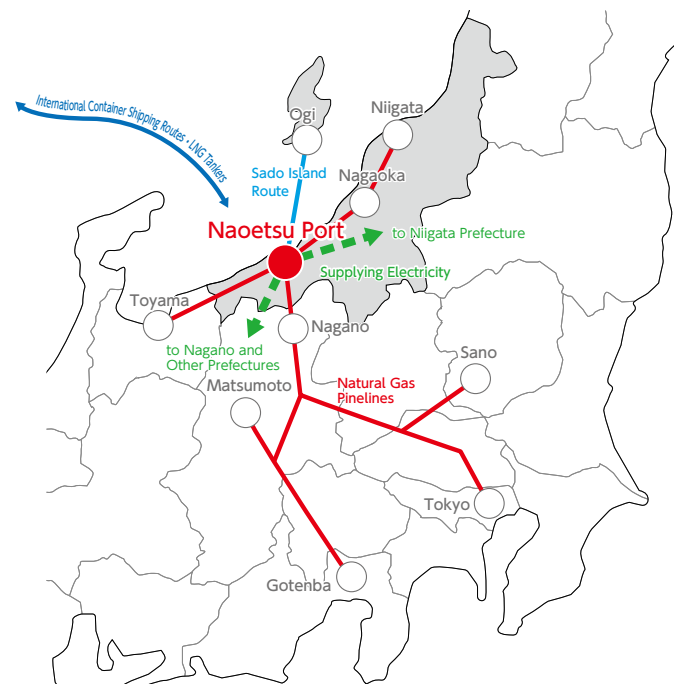 International Container Shipping Routes・LNG Tankers
Ogi
Niigata
Sado Island
Route
Nagaoka
Naoetsu Port
to Niigata Prefecture
Supplying Electricity
Toyama
Nagano
to Nagano and
Other Prefectures
Sano
Matsumoto
Natural Gas
Pinelines
Tokyo
Gotenba